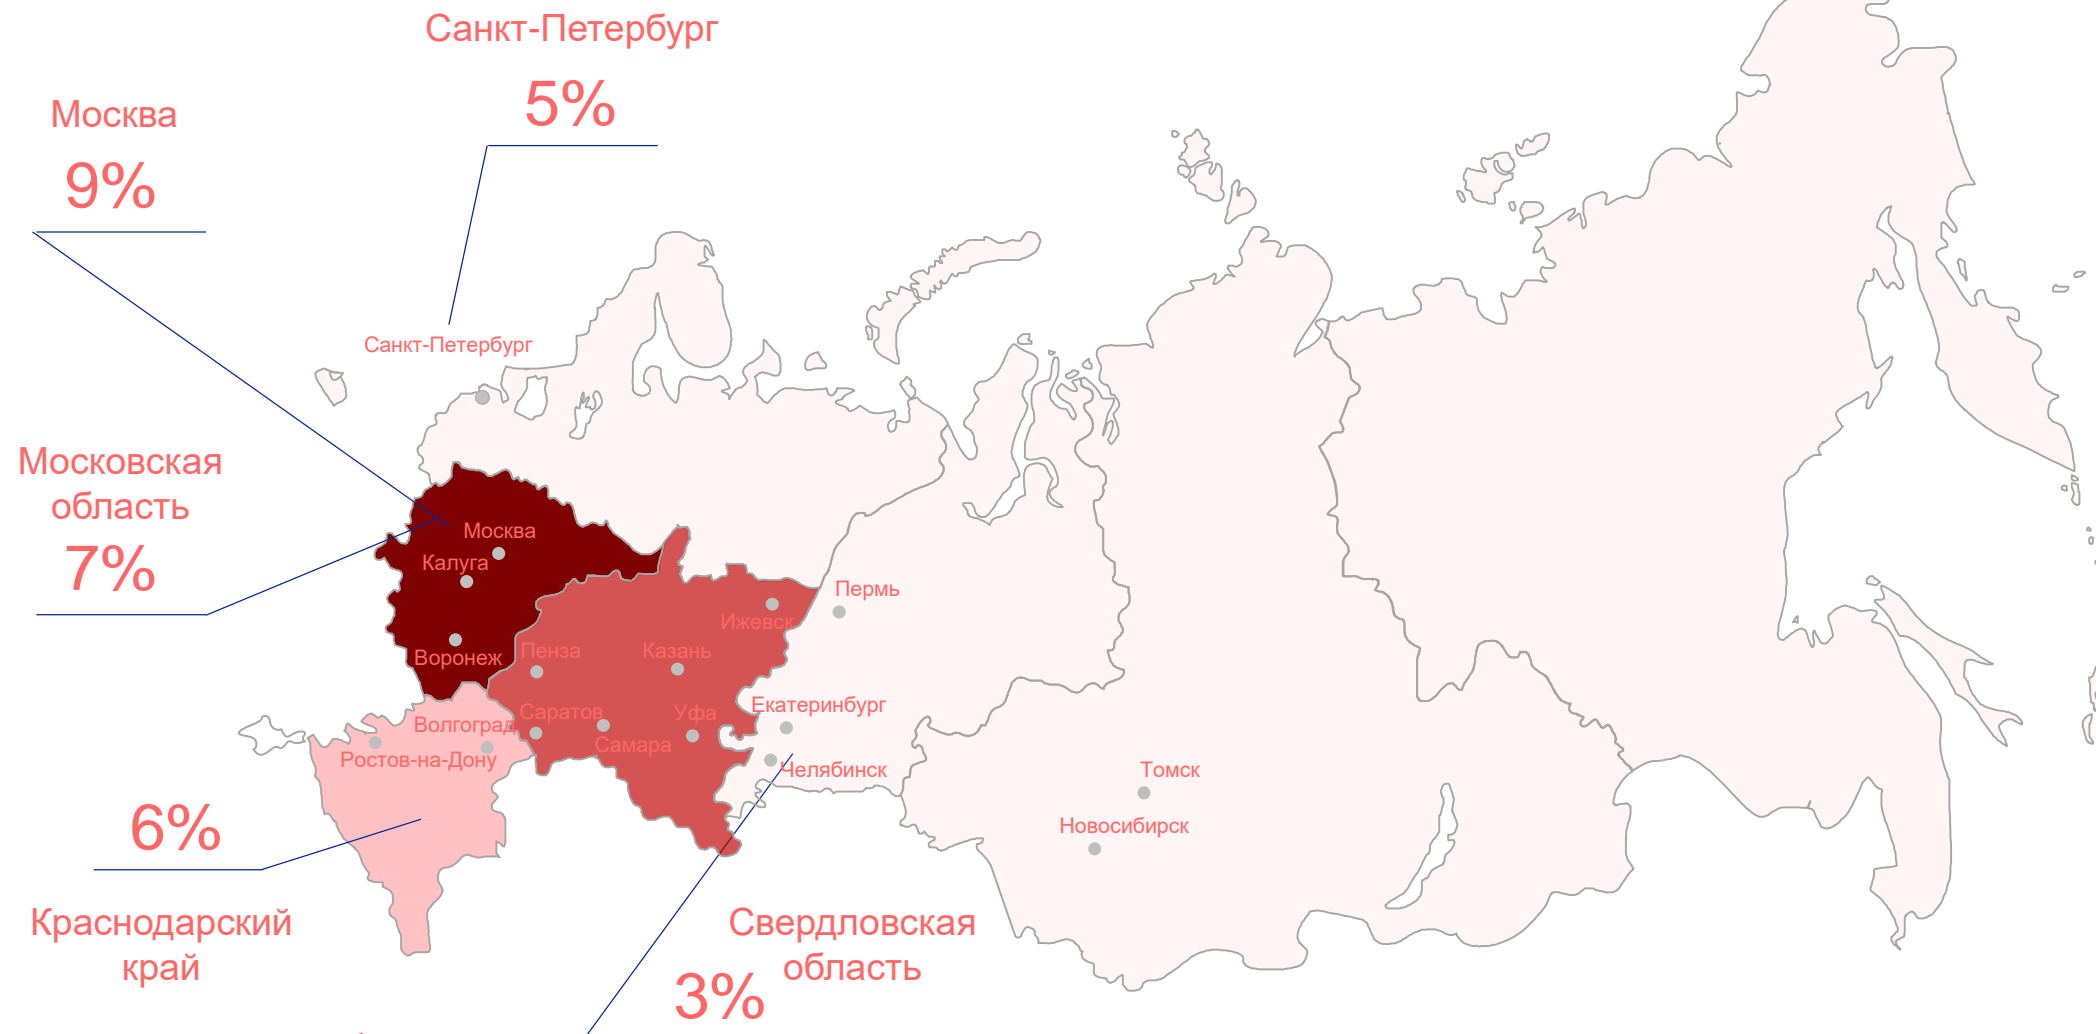 Санкт-Петербург
5%
Москва
9%
Санкт-Петербург
Московская
область
7%
Москва
Калуга
Воронеж
Пермь
Ижевск
Пенза
Казань
Екатеринбург
Саратов
Уфа
Волгоград
Самара
Ростов-на-Дону
Челябинск
Томск
Новосибирск
6%
Краснодарский
край
Свердловская
область
3%